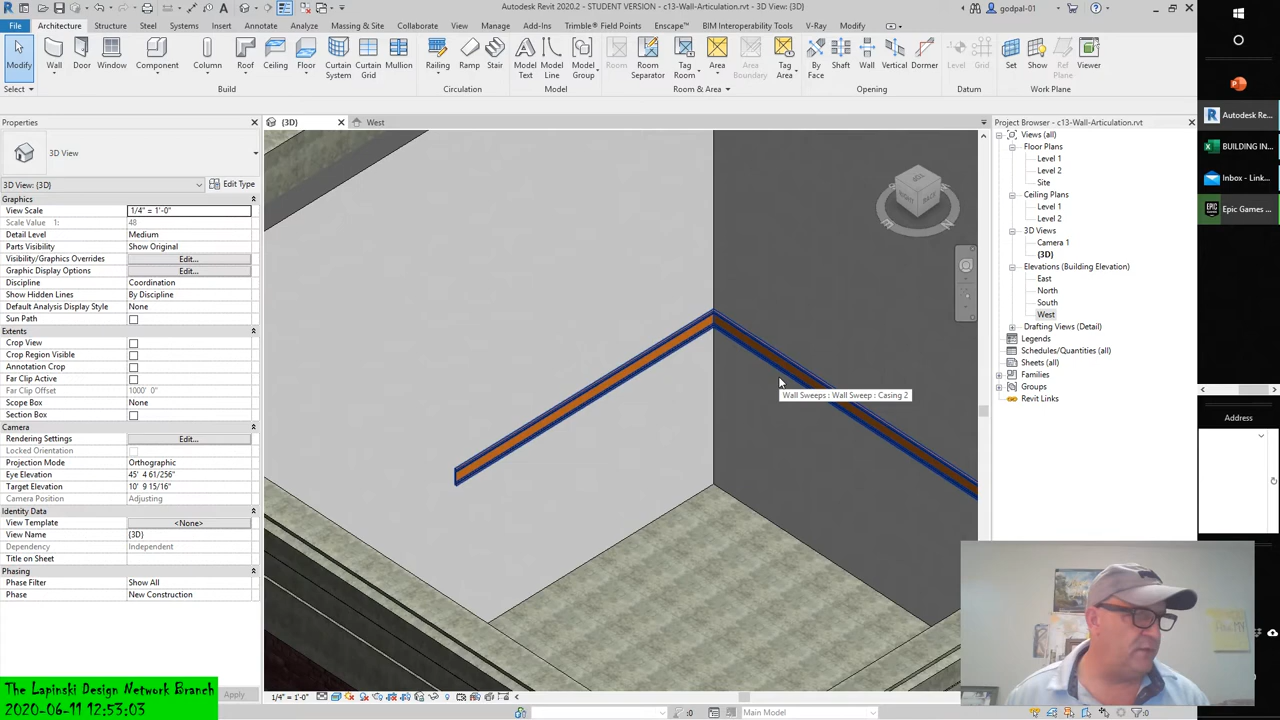 Autodesk Revit 2020.2 - STUDENT VERSION - c13-Wall-Articulation.rvt - 3D View: {3D}
godpal-01
File Architecture Structure Steel Systems Insert Annotate Analyze Massing & Site Collaborate View Manage Add-Ins Trimble® Field Points Enscape™ BIM Interoperability Tools V-Ray Modify
Modify Wall Door Window Component Column Roof Ceiling Floor Curtain System Curtain Grid Mullion Railing Ramp Stair Model Text Model Line Model Group Room Room Separator Tag Room Area Area Boundary Tag Area By Face Shaft Wall Vertical Dormer Level Grid Set Show Ref Plane Viewer
Select Build Circulation Model Room & Area Opening Datum Work Plane
Properties
{3D}
West
3D View
3D View: {3D}
Edit Type
Graphics
View Scale 1/4" = 1'-0"
Scale Value 1: 48
Detail Level Medium
Parts Visibility Show Original
Visibility/Graphics Overrides Edit...
Graphic Display Options Edit...
Discipline Coordination
Show Hidden Lines By Discipline
Default Analysis Display Style None
Sun Path
Extents
Crop View
Crop Region Visible
Annotation Crop
Far Clip Active
Far Clip Offset 1000' 0"
Scope Box None
Section Box
Camera
Rendering Settings Edit...
Locked Orientation
Projection Mode Orthographic
Eye Elevation 45' 4 61/256"
Target Elevation 10' 9 15/16"
Camera Position Adjusting
Identity Data
View Template <None>
View Name {3D}
Dependency Independent
Title on Sheet
Phasing
Phase Filter Show All
Phase New Construction
Apply
The Lapinski Design Network Branch
2020-06-11 12:53:03
Wall Sweeps : Wall Sweep : Casing 2
1/4" = 1'-0"
:0
Main Model
:0
Project Browser - c13-Wall-Articulation.rvt
Views (all)
Floor Plans
Level 1
Level 2
Site
Ceiling Plans
Level 1
Level 2
3D Views
Camera 1
{3D}
Elevations (Building Elevation)
East
North
South
West
Drafting Views (Detail)
Legends
Schedules/Quantities (all)
Sheets (all)
Families
Groups
Revit Links
Autodesk Re...
BUILDING IN...
Inbox - Link...
Epic Games ...
Address